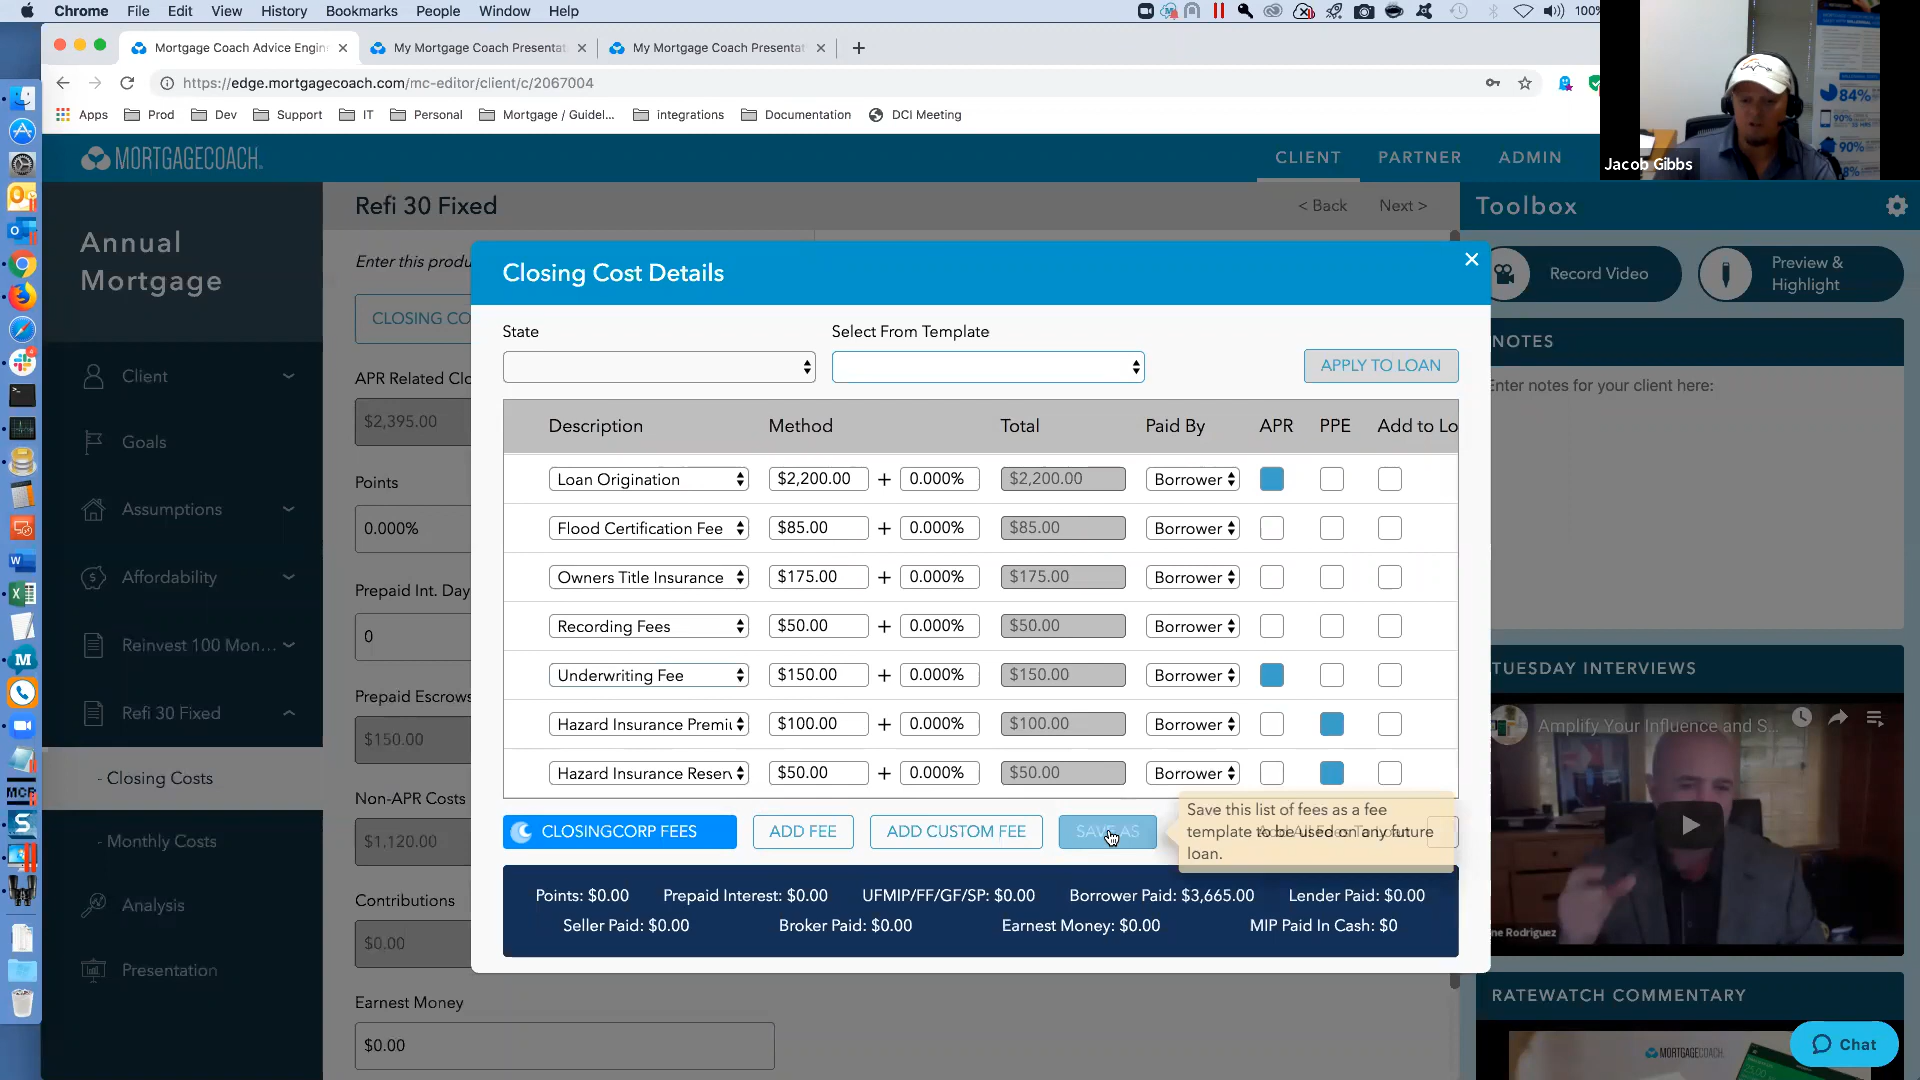 Chrome File Edit View History Bookmarks People Window Help 100%
Mortgage Coach Advice Engin
My Mortgage Coach Presentat
My Mortgage Coach Presentat
https://edge.mortgagecoach.com/mc-editor/client/c/2067004
Apps Prod Dev Support IT Personal Mortgage / Guidel... integrations Documentation DCI Meeting
84%
90%
90%
Jacob Gibbs
MORTGAGECOACH
CLIENT PARTNER ADMIN
Annual
Mortgage
Client
Goals
Assumptions
Affordability
Reinvest 100 Mon...
Refi 30 Fixed
- Closing Costs
- Monthly Costs
Analysis
Presentation
Refi 30 Fixed
< Back Next >
Enter this produ
CLOSING CO
APR Related Clo
$2,395.00
Points
0.000%
Prepaid Int. Day
0
Prepaid Escrows
$150.00
Non-APR Costs
$1,120.00
Contributions
$0.00
Earnest Money
$0.00
Closing Cost Details
State Select From Template
APPLY TO LOAN
Description Method Total Paid By APR PPE Add to Lo
Loan Origination $2,200.00 + 0.000% $2,200.00 Borrower
Flood Certification Fee $85.00 + 0.000% $85.00 Borrower
Owners Title Insurance $175.00 + 0.000% $175.00 Borrower
Recording Fees $50.00 + 0.000% $50.00 Borrower
Underwriting Fee $150.00 + 0.000% $150.00 Borrower
Hazard Insurance Premiu $100.00 + 0.000% $100.00 Borrower
Hazard Insurance Reserv $50.00 + 0.000% $50.00 Borrower
CLOSINGCORP FEES ADD FEE ADD CUSTOM FEE SAVE AS
Save this list of fees as a fee
template to be used on any future
loan.
Points: $0.00 Prepaid Interest: $0.00 UFMIP/FF/GF/SP: $0.00 Borrower Paid: $3,665.00 Lender Paid: $0.00
Seller Paid: $0.00 Broker Paid: $0.00 Earnest Money: $0.00 MIP Paid In Cash: $0
Toolbox
Record Video
Preview &
Highlight
NOTES
Enter notes for your client here:
TUESDAY INTERVIEWS
Amplify Your Influence and S...
ne Rodriguez
RATEWATCH COMMENTARY
MORTGAGECOACH
Chat